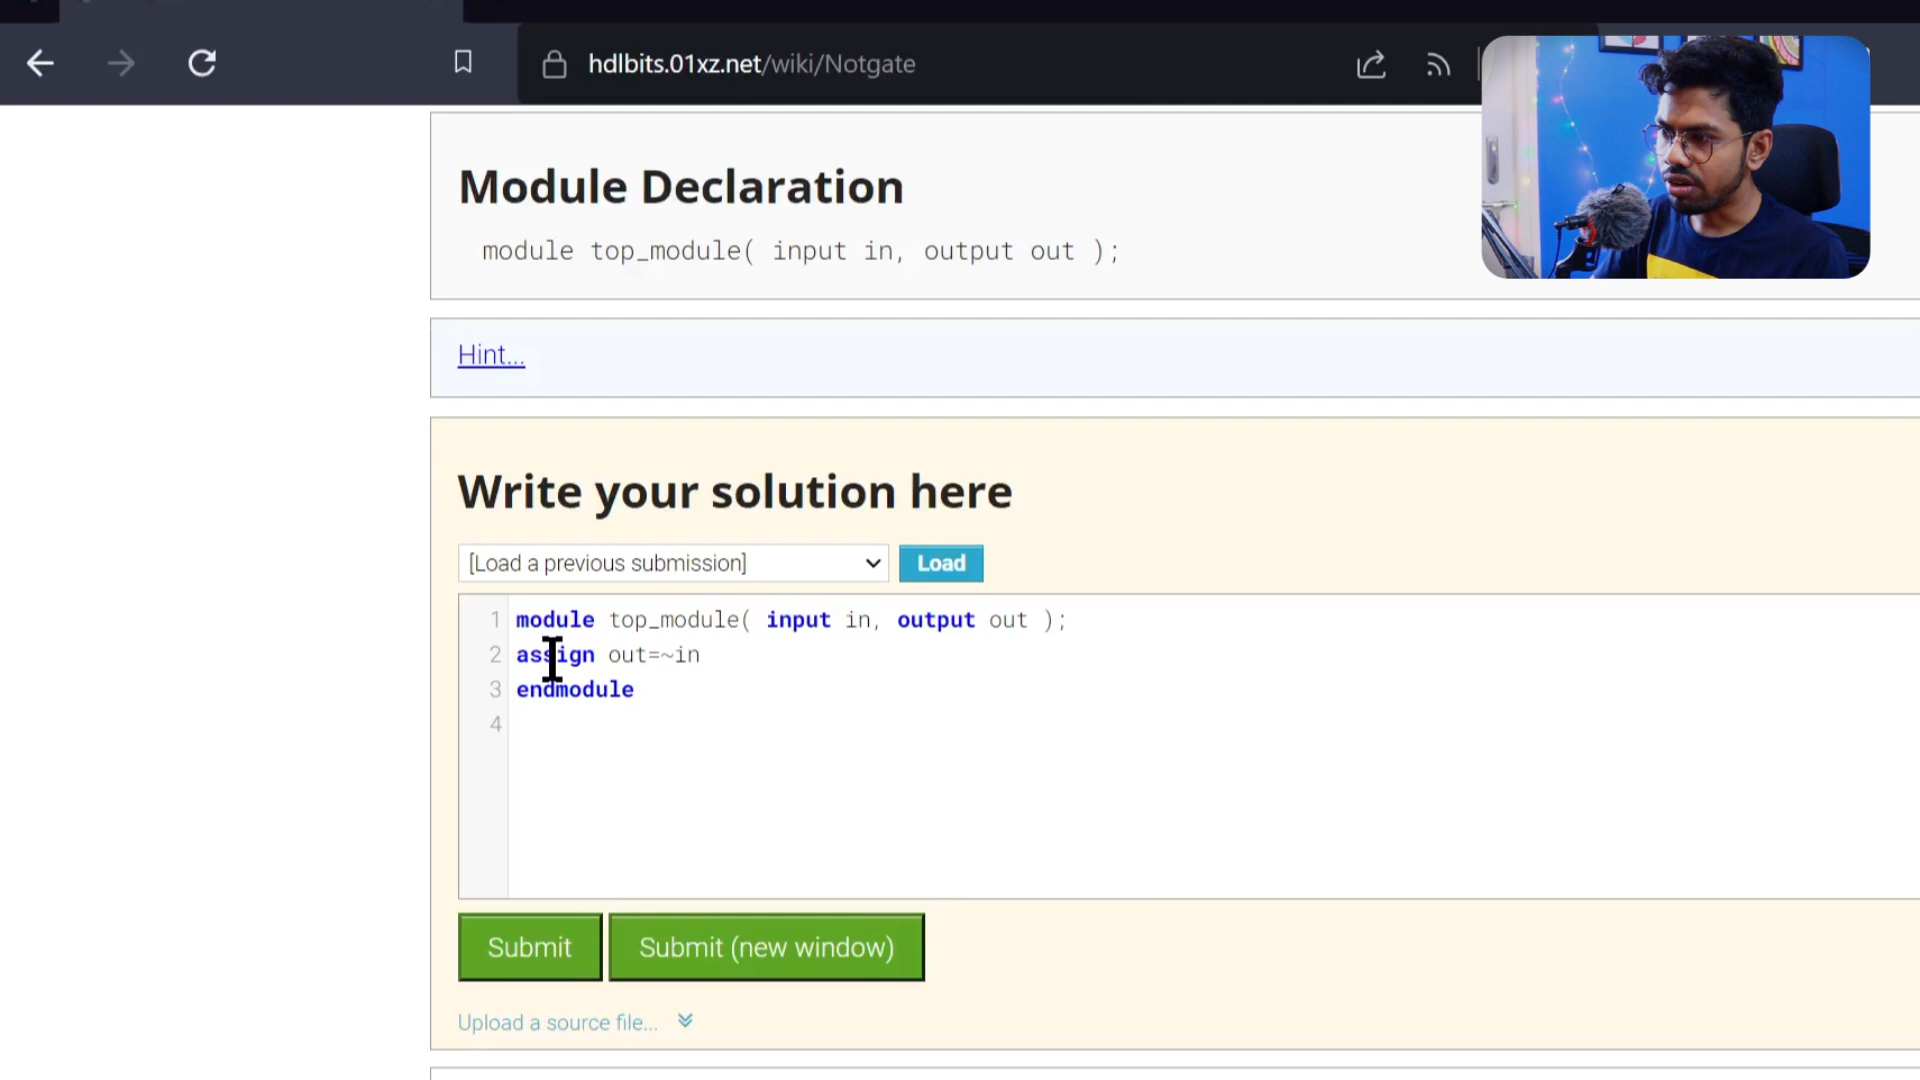 hdlbits.01xz.net/wiki/Notgate
Module Declaration
module top_module( input in, output out );
Hint...
Write your solution here
[Load a previous submission]
Load
1 module top_module( input in, output out );
2 assign out=~in
3 endmodule
4
Submit
Submit (new window)
Upload a source file...